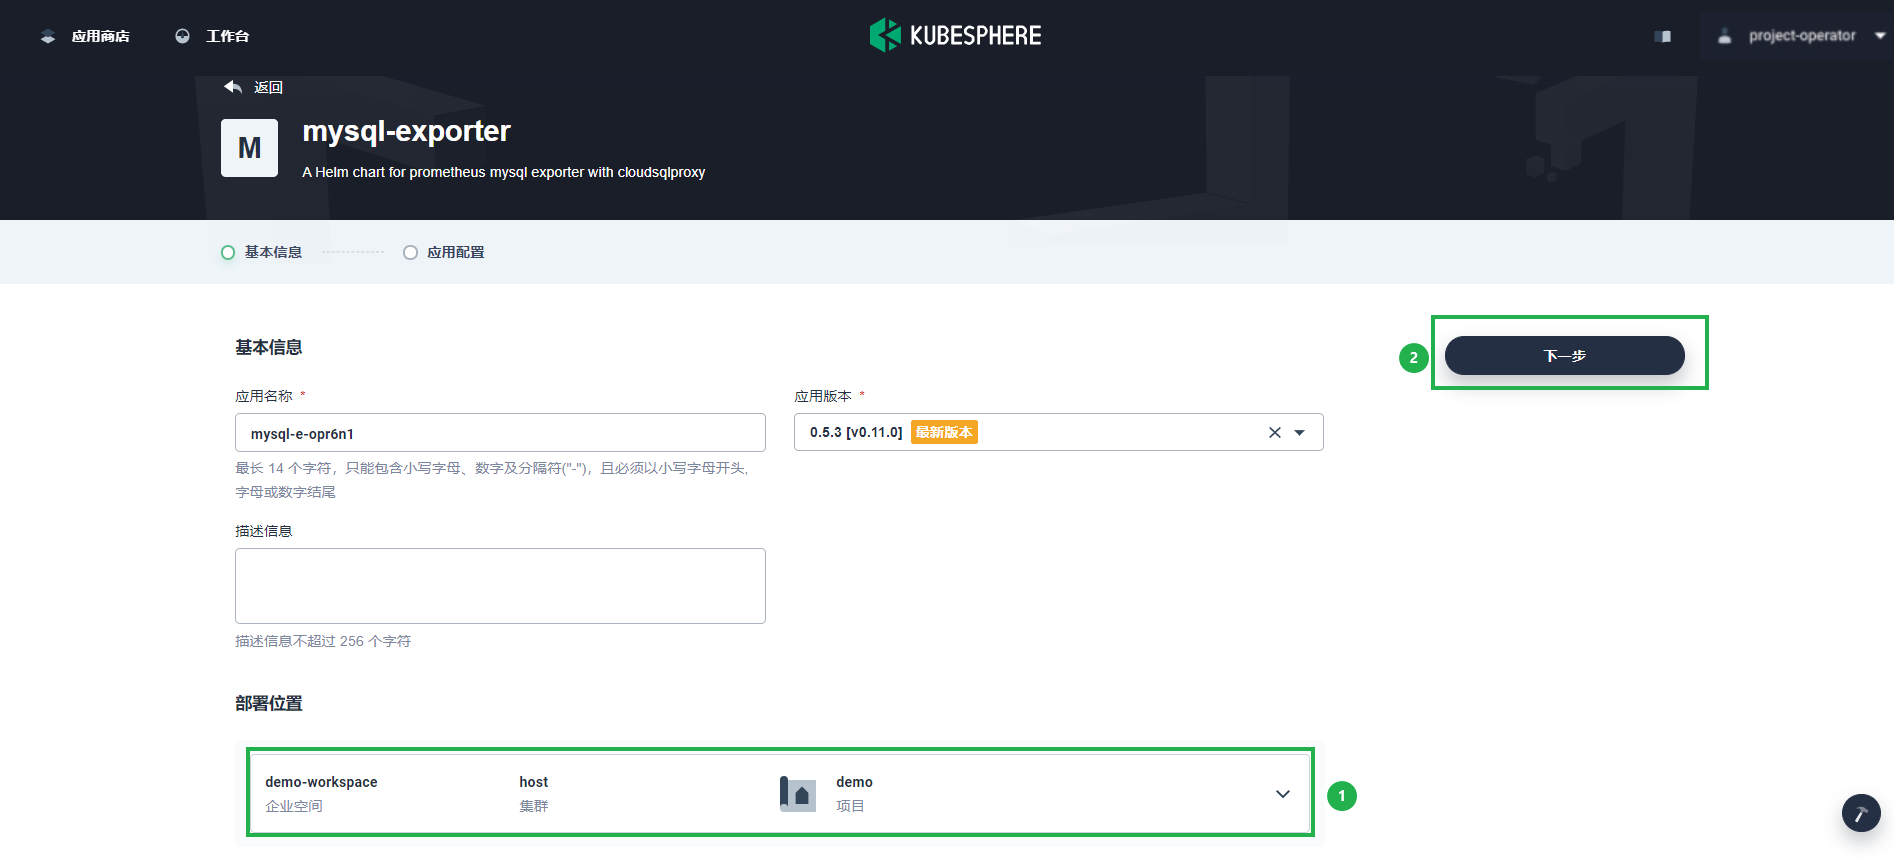 应用商店 工作台 KUBESPHERE project-operator
返回
M mysql-exporter
A Helm chart for prometheus mysql exporter with cloudsqlproxy
基本信息 应用配置
基本信息
2 下一步
应用名称 * 应用版本 *
mysql-e-opr6n1 0.5.3 [v0.11.0] 最新版本
最长 14 个字符，只能包含小写字母、数字及分隔符("-")，且必须以小写字母开头,
字母或数字结尾
描述信息
描述信息不超过 256 个字符
部署位置
demo-workspace host demo
企业空间 集群 项目
1